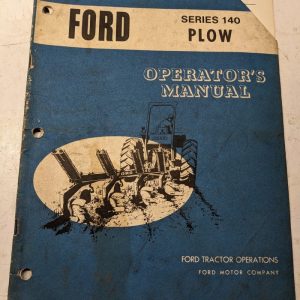 FORD
SERIES 140
PLOW
OPERATOR'S
MANUAL
FORD TRACTOR OPERATIONS
FORD MOTOR COMPANY